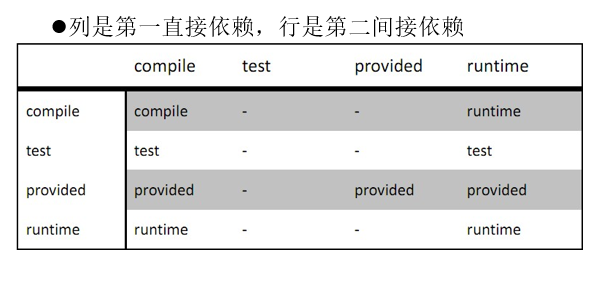 ●列是第一直接依赖，行是第二间接依赖
compile test provided runtime
compile compile - - runtime
test test - - test
provided provided - provided provided
runtime runtime - - runtime